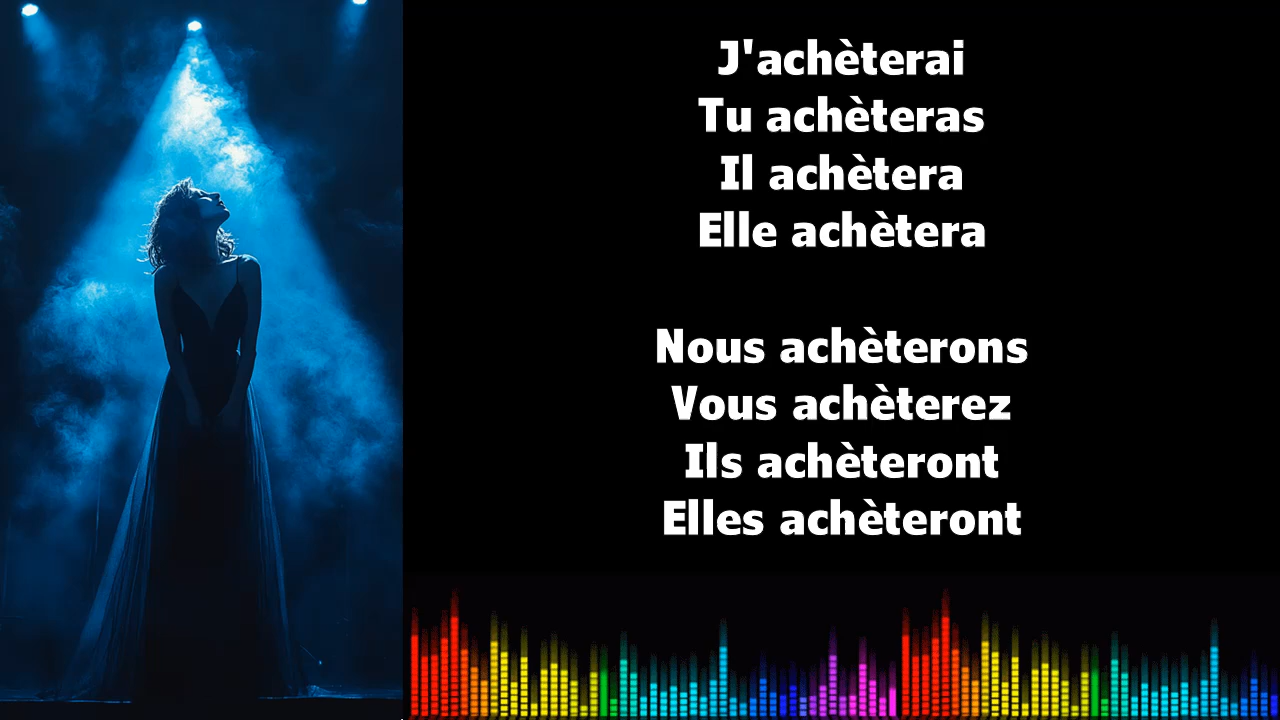 J'achèterai
Tu achèteras
Il achètera
Elle achètera
Nous achèterons
Vous achèterez
Ils achèteront
Elles achèteront